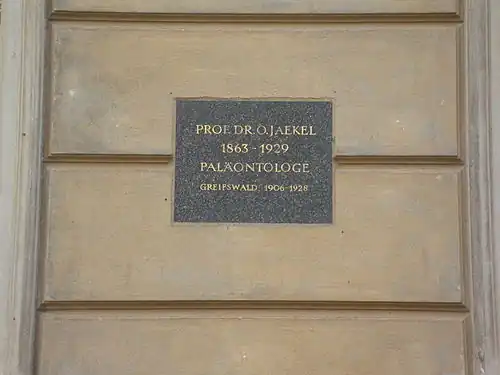 PROF. DR. O. JAEKEL
1863 - 1929
PALÄONTOLOGE
GREIFSWALD: 1906-1928